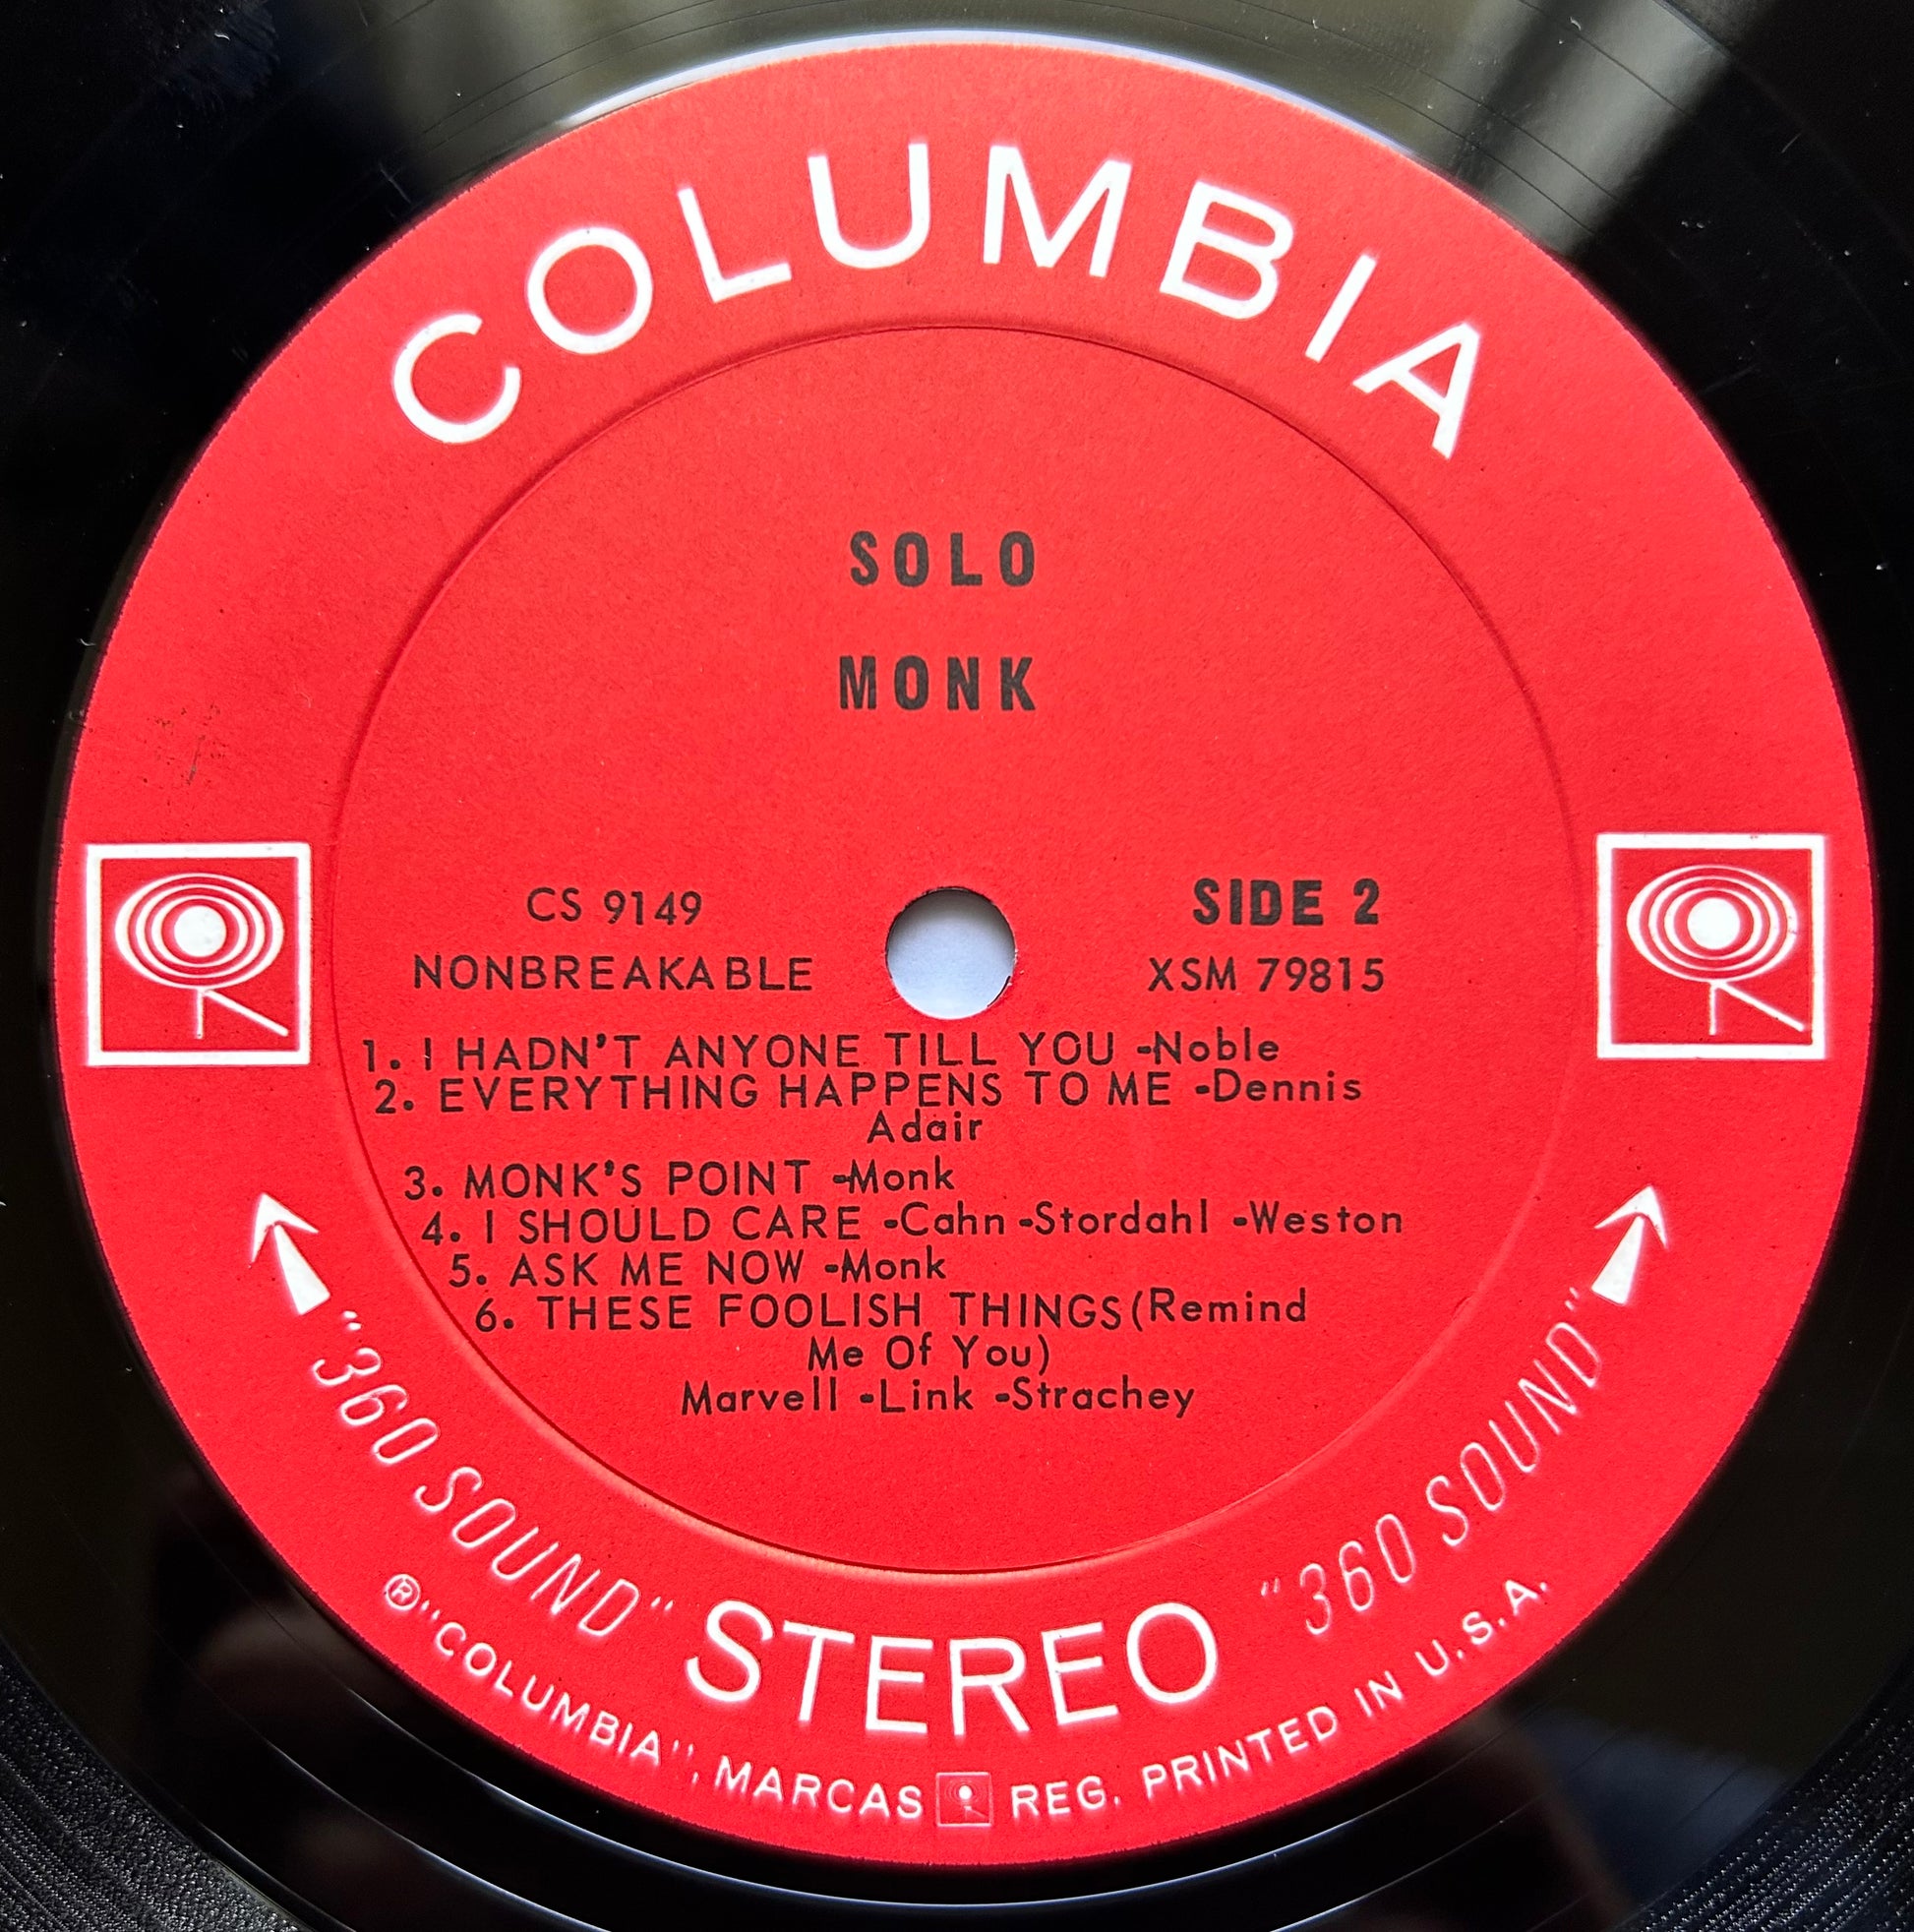 COLUMBIA
SOLO
MONK
CS 9149
SIDE 2
NONBREAKABLE
XSM 79815
1. I HADN'T ANYONE TILL YOU -Noble
2. EVERYTHING HAPPENS TO ME -Dennis
Adair
3. MONK'S POINT -Monk
4. I SHOULD CARE -Cahn -Stordahl -Weston
5. ASK ME NOW -Monk
6. THESE FOOLISH THINGS(Remind
Me Of You)
Marvell -Link -Strachey
"360 SOUND" STEREO "360 SOUND"
®"COLUMBIA", MARCAS REG. PRINTED IN U.S.A.